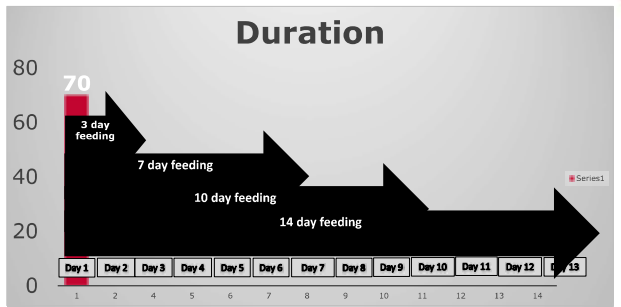 Duration
80
70
60
3 day
feeding
7 day feeding
40
10 day feeding
Series1
14 day feeding
20
Day 1 Day 2 Day 3 Day 4 Day 5 Day 6 Day 7 Day 8 Day 9 Day 10 Day 11 Day 12 Day 13
0
1 2 4 5 6 7 8 9 10 11 12 13 14